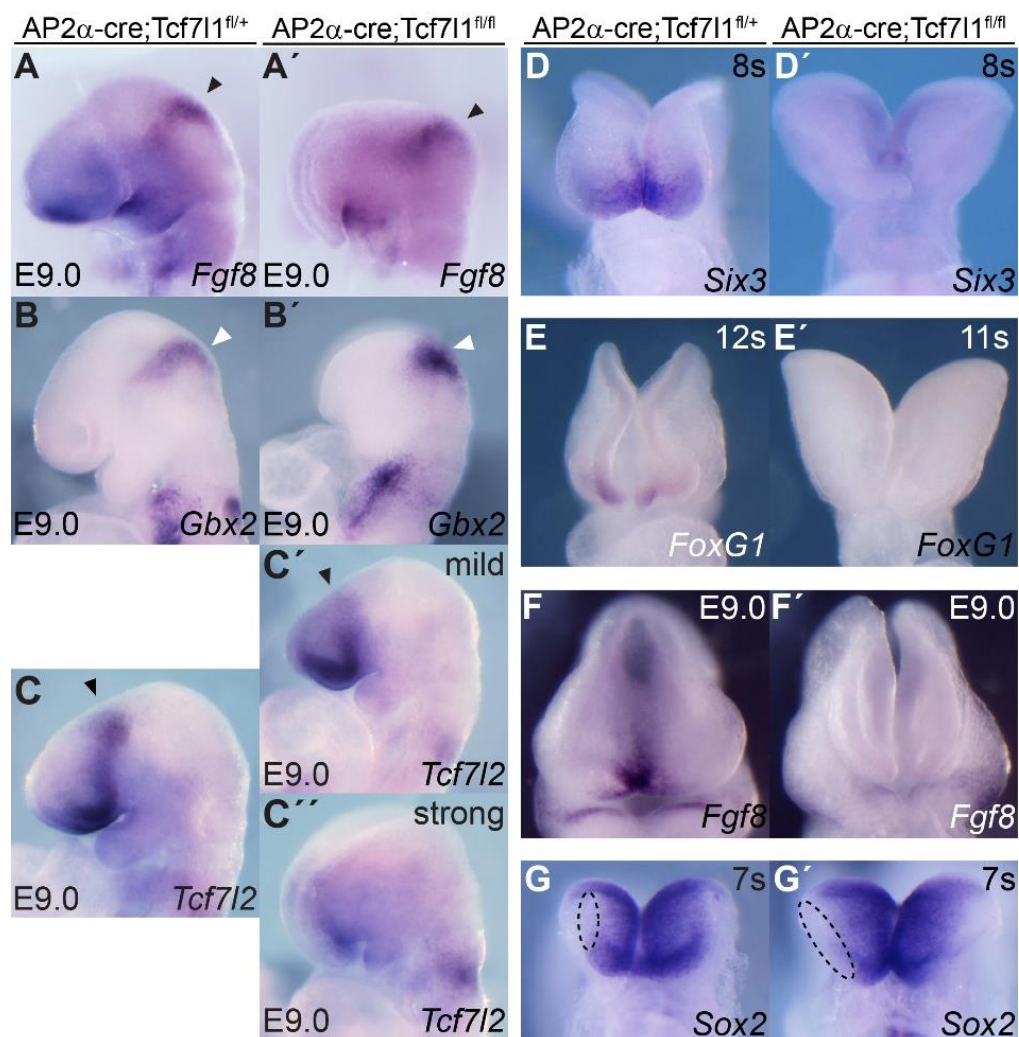 AP2α-cre;Tcf7l1fl/+
AP2α-cre;Tcf7l1fl/fl
A
E9.0
Fgf8
A′
E9.0
Fgf8
B
E9.0
Gbx2
B′
E9.0
Gbx2
C
E9.0
Tcf7l2
C′
mild
E9.0
Tcf7l2
C′′
strong
E9.0
Tcf7l2
AP2α-cre;Tcf7l1fl/+
AP2α-cre;Tcf7l1fl/fl
D
8s
Six3
D′
8s
Six3
E
12s
FoxG1
E′
11s
FoxG1
F
E9.0
Fgf8
F′
E9.0
Fgf8
G
7s
Sox2
G′
7s
Sox2